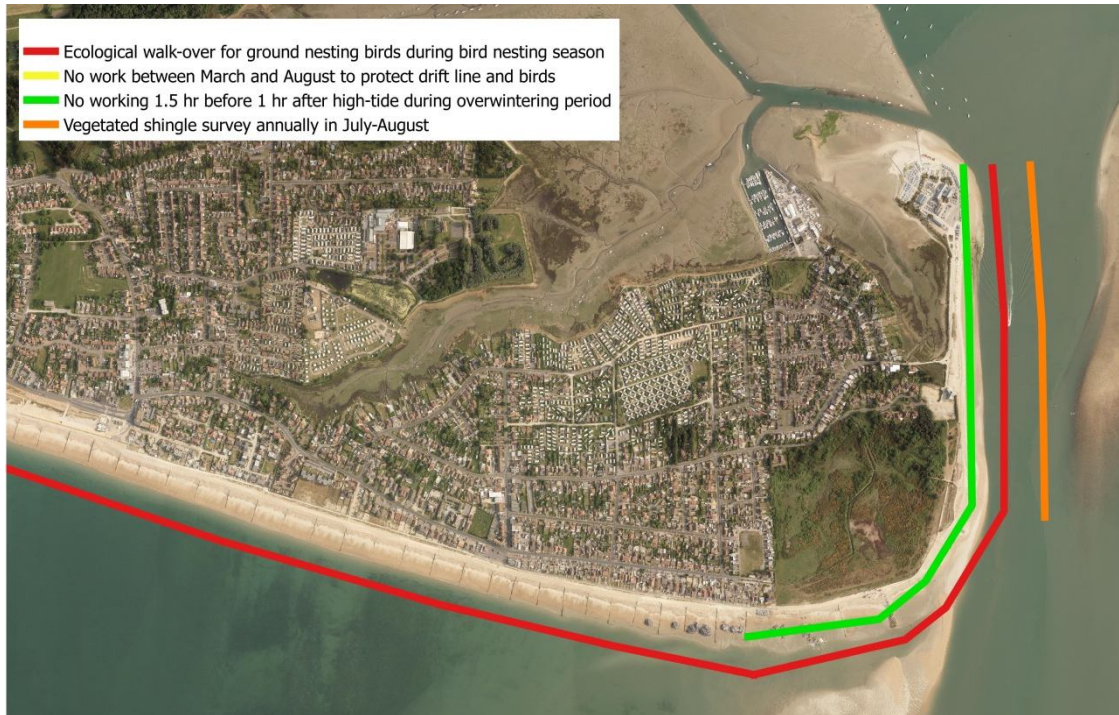 Ecological walk-over for ground nesting birds during bird nesting season
No work between March and August to protect drift line and birds
No working 1.5 hr before 1 hr after high-tide during overwintering period
Vegetated shingle survey annually in July-August